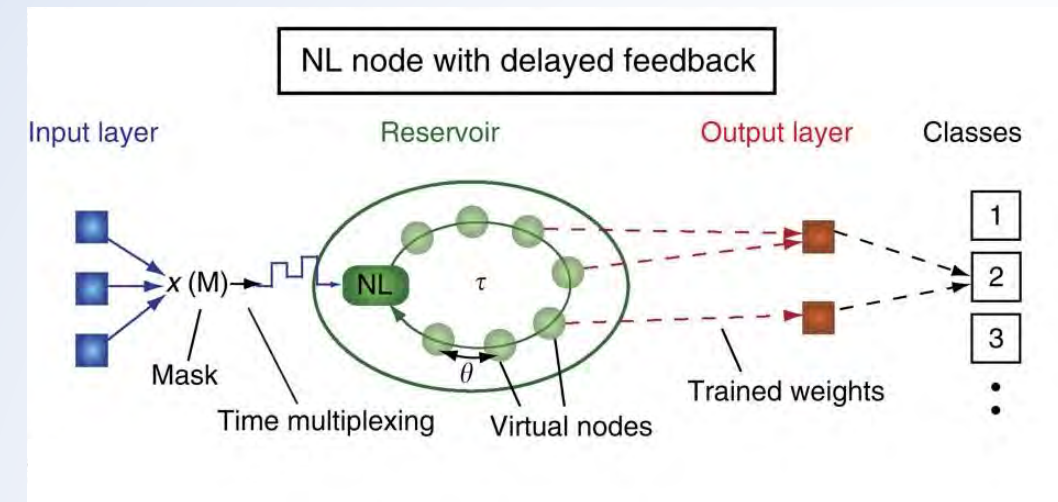 NL node with delayed feedback
Input layer
Reservoir
Output layer
Classes
1
x (M)
NL
τ
2
3
θ
Mask
Trained weights
Time multiplexing
Virtual nodes